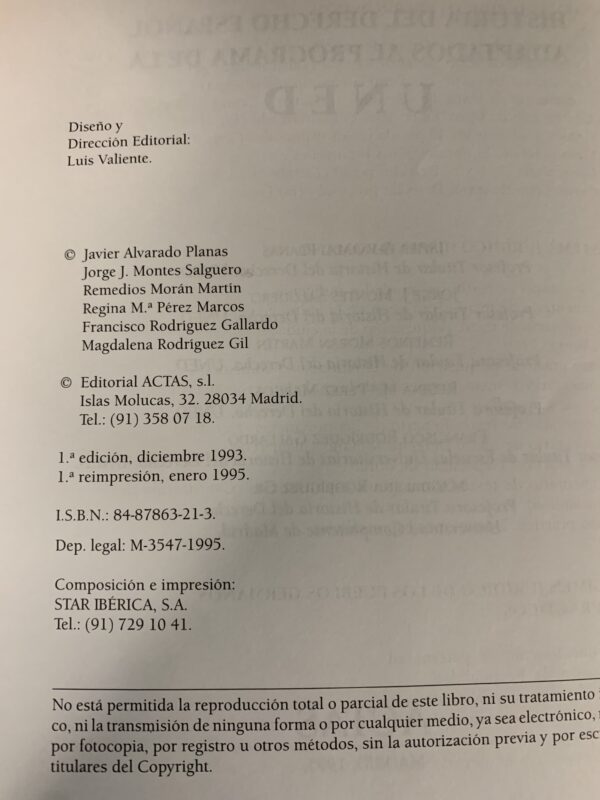 Diseño y
Dirección Editorial:
Luis Valiente.
© Javier Alvarado Planas
Jorge J. Montes Salguero
Remedios Morán Martín
Regina M.ª Pérez Marcos
Francisco Rodríguez Gallardo
Magdalena Rodríguez Gil
© Editorial ACTAS, s.l.
Islas Molucas, 32. 28034 Madrid.
Tel.: (91) 358 07 18.
1.ª edición, diciembre 1993.
1.ª reimpresión, enero 1995.
I.S.B.N.: 84-87863-21-3.
Dep. legal: M-3547-1995.
Composición e impresión:
STAR IBÉRICA, S.A.
Tel.: (91) 729 10 41.
No está permitida la reproducción total o parcial de este libro, ni su tratamiento
co, ni la transmisión de ninguna forma o por cualquier medio, ya sea electrónico,
por fotocopia, por registro u otros métodos, sin la autorización previa y por esc
titulares del Copyright.